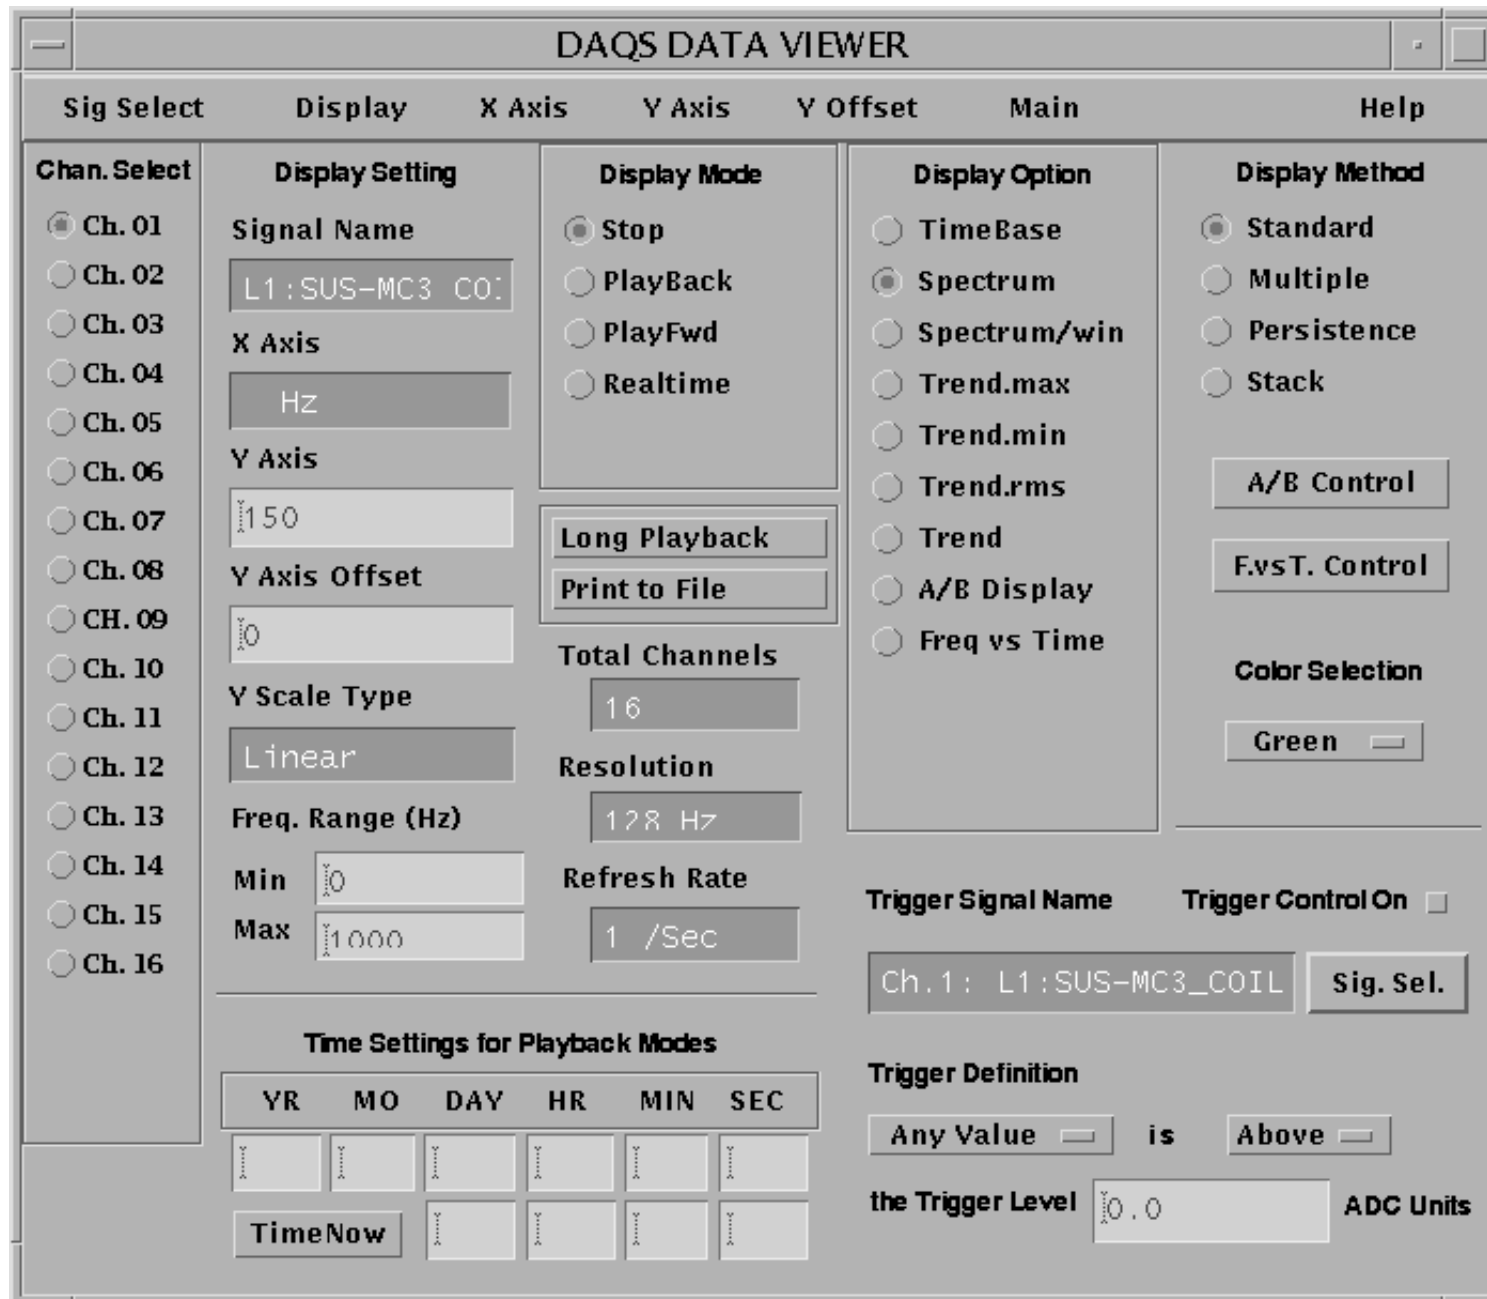 DAQS DATA VIEWER
Sig Select Display X Axis Y Axis Y Offset Main Help
Chan. Select
Ch. 01
Ch. 02
Ch. 03
Ch. 04
Ch. 05
Ch. 06
Ch. 07
Ch. 08
CH. 09
Ch. 10
Ch. 11
Ch. 12
Ch. 13
Ch. 14
Ch. 15
Ch. 16
Display Setting
Signal Name
L1:SUS-MC3
X Axis
Hz
Y Axis
150
Y Axis Offset
0
Y Scale Type
Linear
Freq. Range (Hz)
Min 0
Max 1000
Display Mode
Stop
PlayBack
PlayFwd
Realtime
Long Playback
Print to File
Total Channels
16
Resolution
128 Hz
Refresh Rate
1 /Sec
Display Option
TimeBase
Spectrum
Spectrum/win
Trend.max
Trend.min
Trend.rms
Trend
A/B Display
Freq vs Time
Display Method
Standard
Multiple
Persistence
Stack
A/B Control
F.vsT. Control
Color Selection
Green
Time Settings for Playback Modes
YR MO DAY HR MIN SEC
TimeNow
Trigger Signal Name Trigger Control On
Ch.1: L1:SUS-MC3_COIL Sig. Sel.
Trigger Definition
Any Value is Above
the Trigger Level 0.0 ADC Units